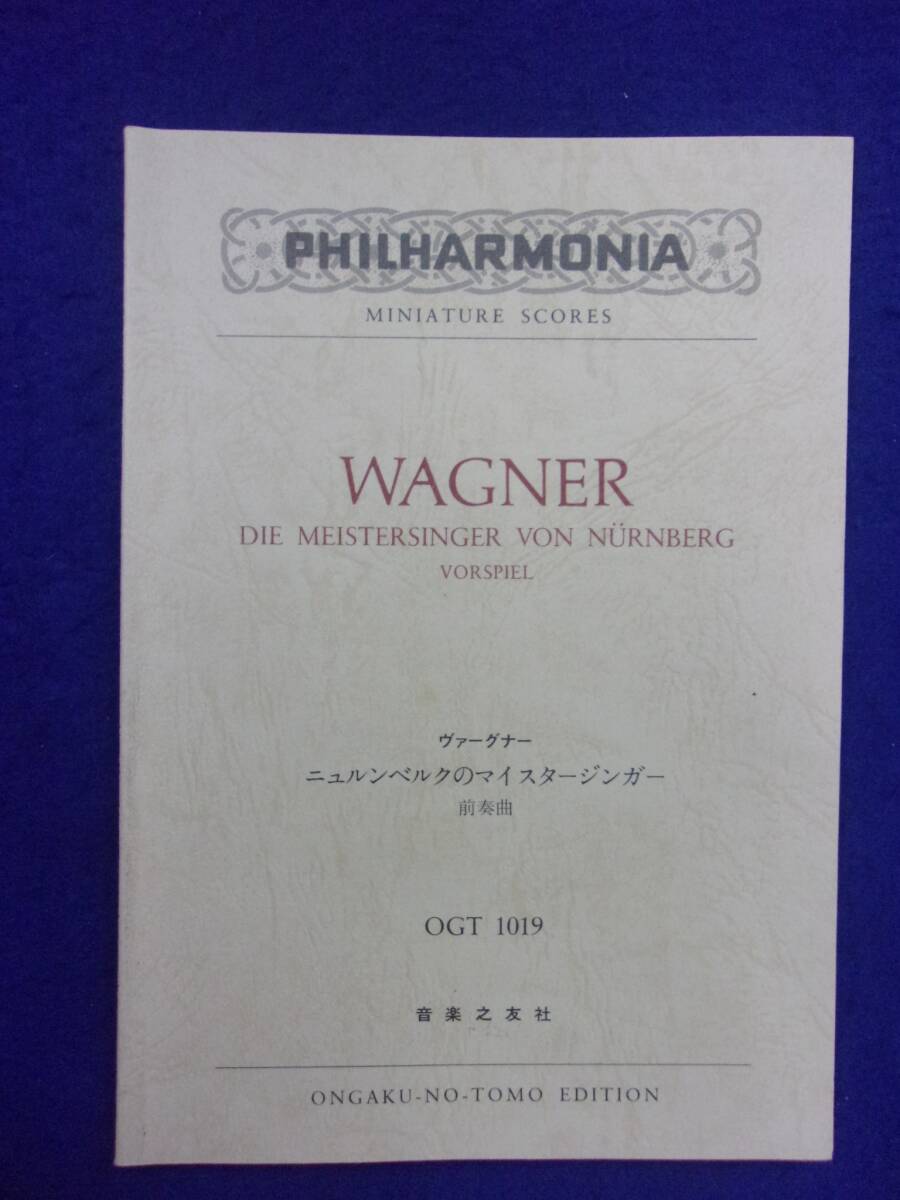 PHILHARMONIA
MINIATURE SCORES
WAGNER
DIE MEISTERSINGER VON NÜRNBERG
VORSPIEL
ヴァーグナー
ニュルンベルクのマイスタージンガー
前奏曲
OGT 1019
音楽之友社
ONGAKU-NO-TOMO EDITION